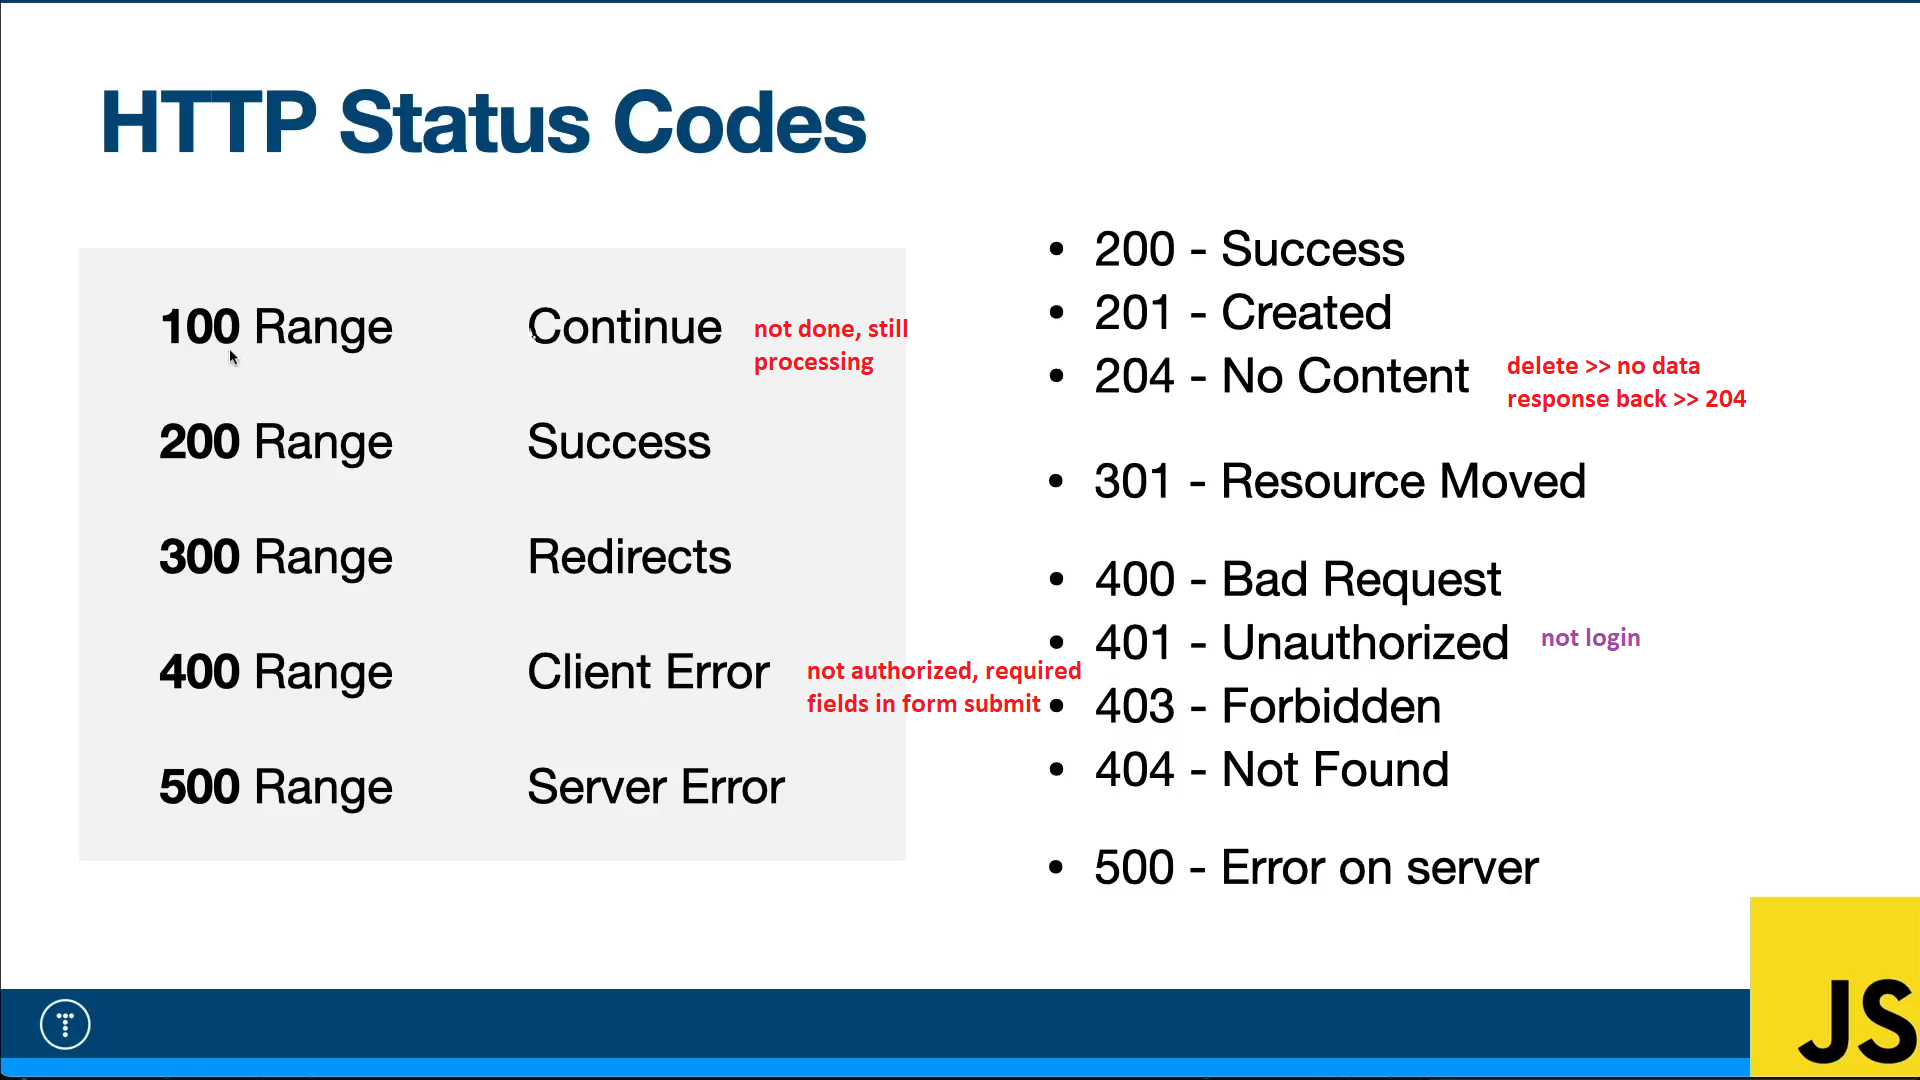 HTTP Status Codes
100 Range Continue not done, still
processing
200 Range Success
300 Range Redirects
400 Range Client Error not authorized, required
fields in form submit
500 Range Server Error
• 200 - Success
• 201 - Created
• 204 - No Content delete >> no data
response back >> 204
• 301 - Resource Moved
• 400 - Bad Request
• 401 - Unauthorized not login
• 403 - Forbidden
• 404 - Not Found
• 500 - Error on server
T
JS